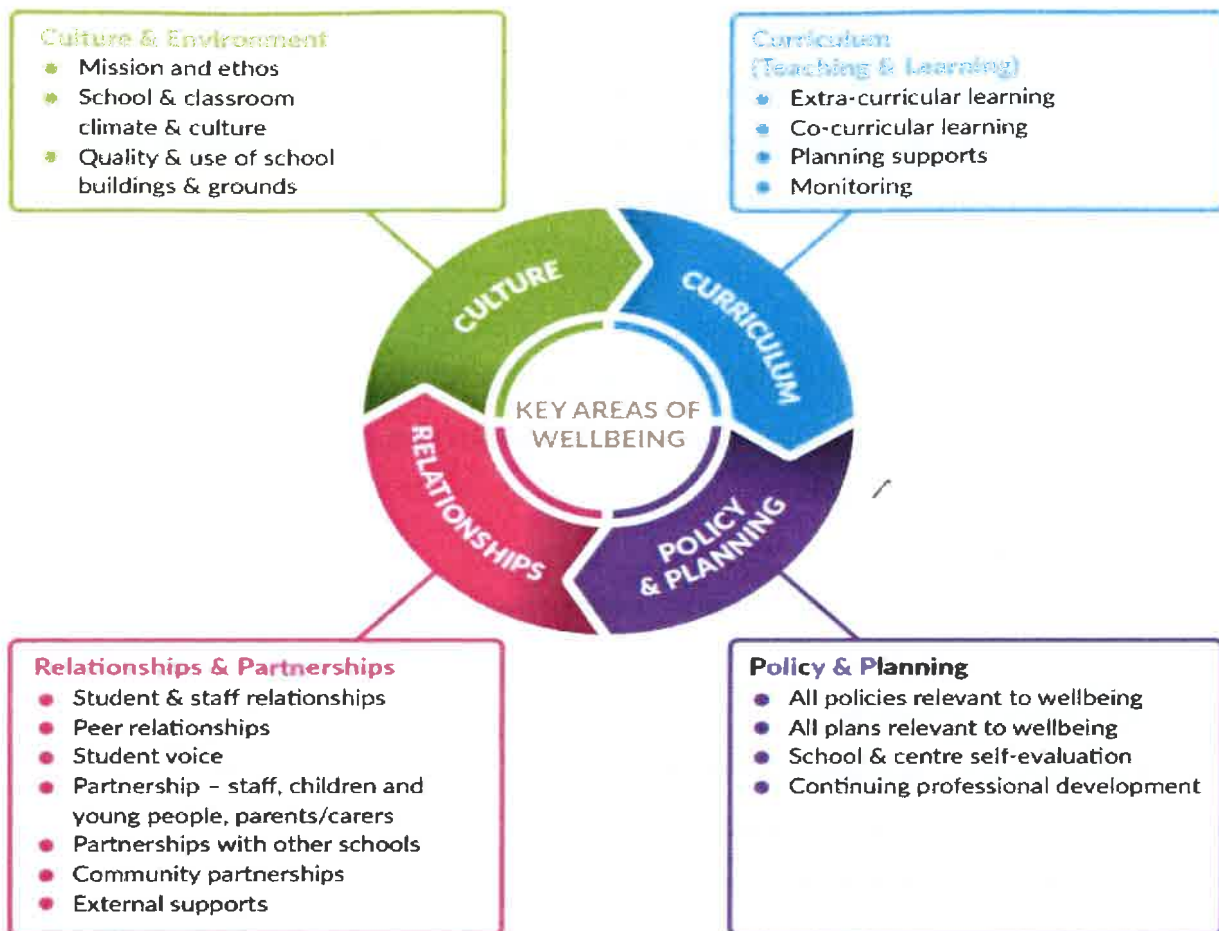 Culture & Environment
Mission and ethos
School & classroom
climate & culture
Quality & use of school
buildings & grounds
Curriculum
(Teaching & Learning)
Extra-curricular learning
Co-curricular learning
Planning supports
Monitoring
CULTURE
CURRICULUM
KEY AREAS OF
WELLBEING
RELATIONSHIPS
POLICY
& PLANNING
Relationships & Partnerships
Student & staff relationships
Peer relationships
Student voice
Partnership – staff, children and
young people, parents/carers
Partnerships with other schools
Community partnerships
External supports
Policy & Planning
All policies relevant to wellbeing
All plans relevant to wellbeing
School & centre self-evaluation
Continuing professional development